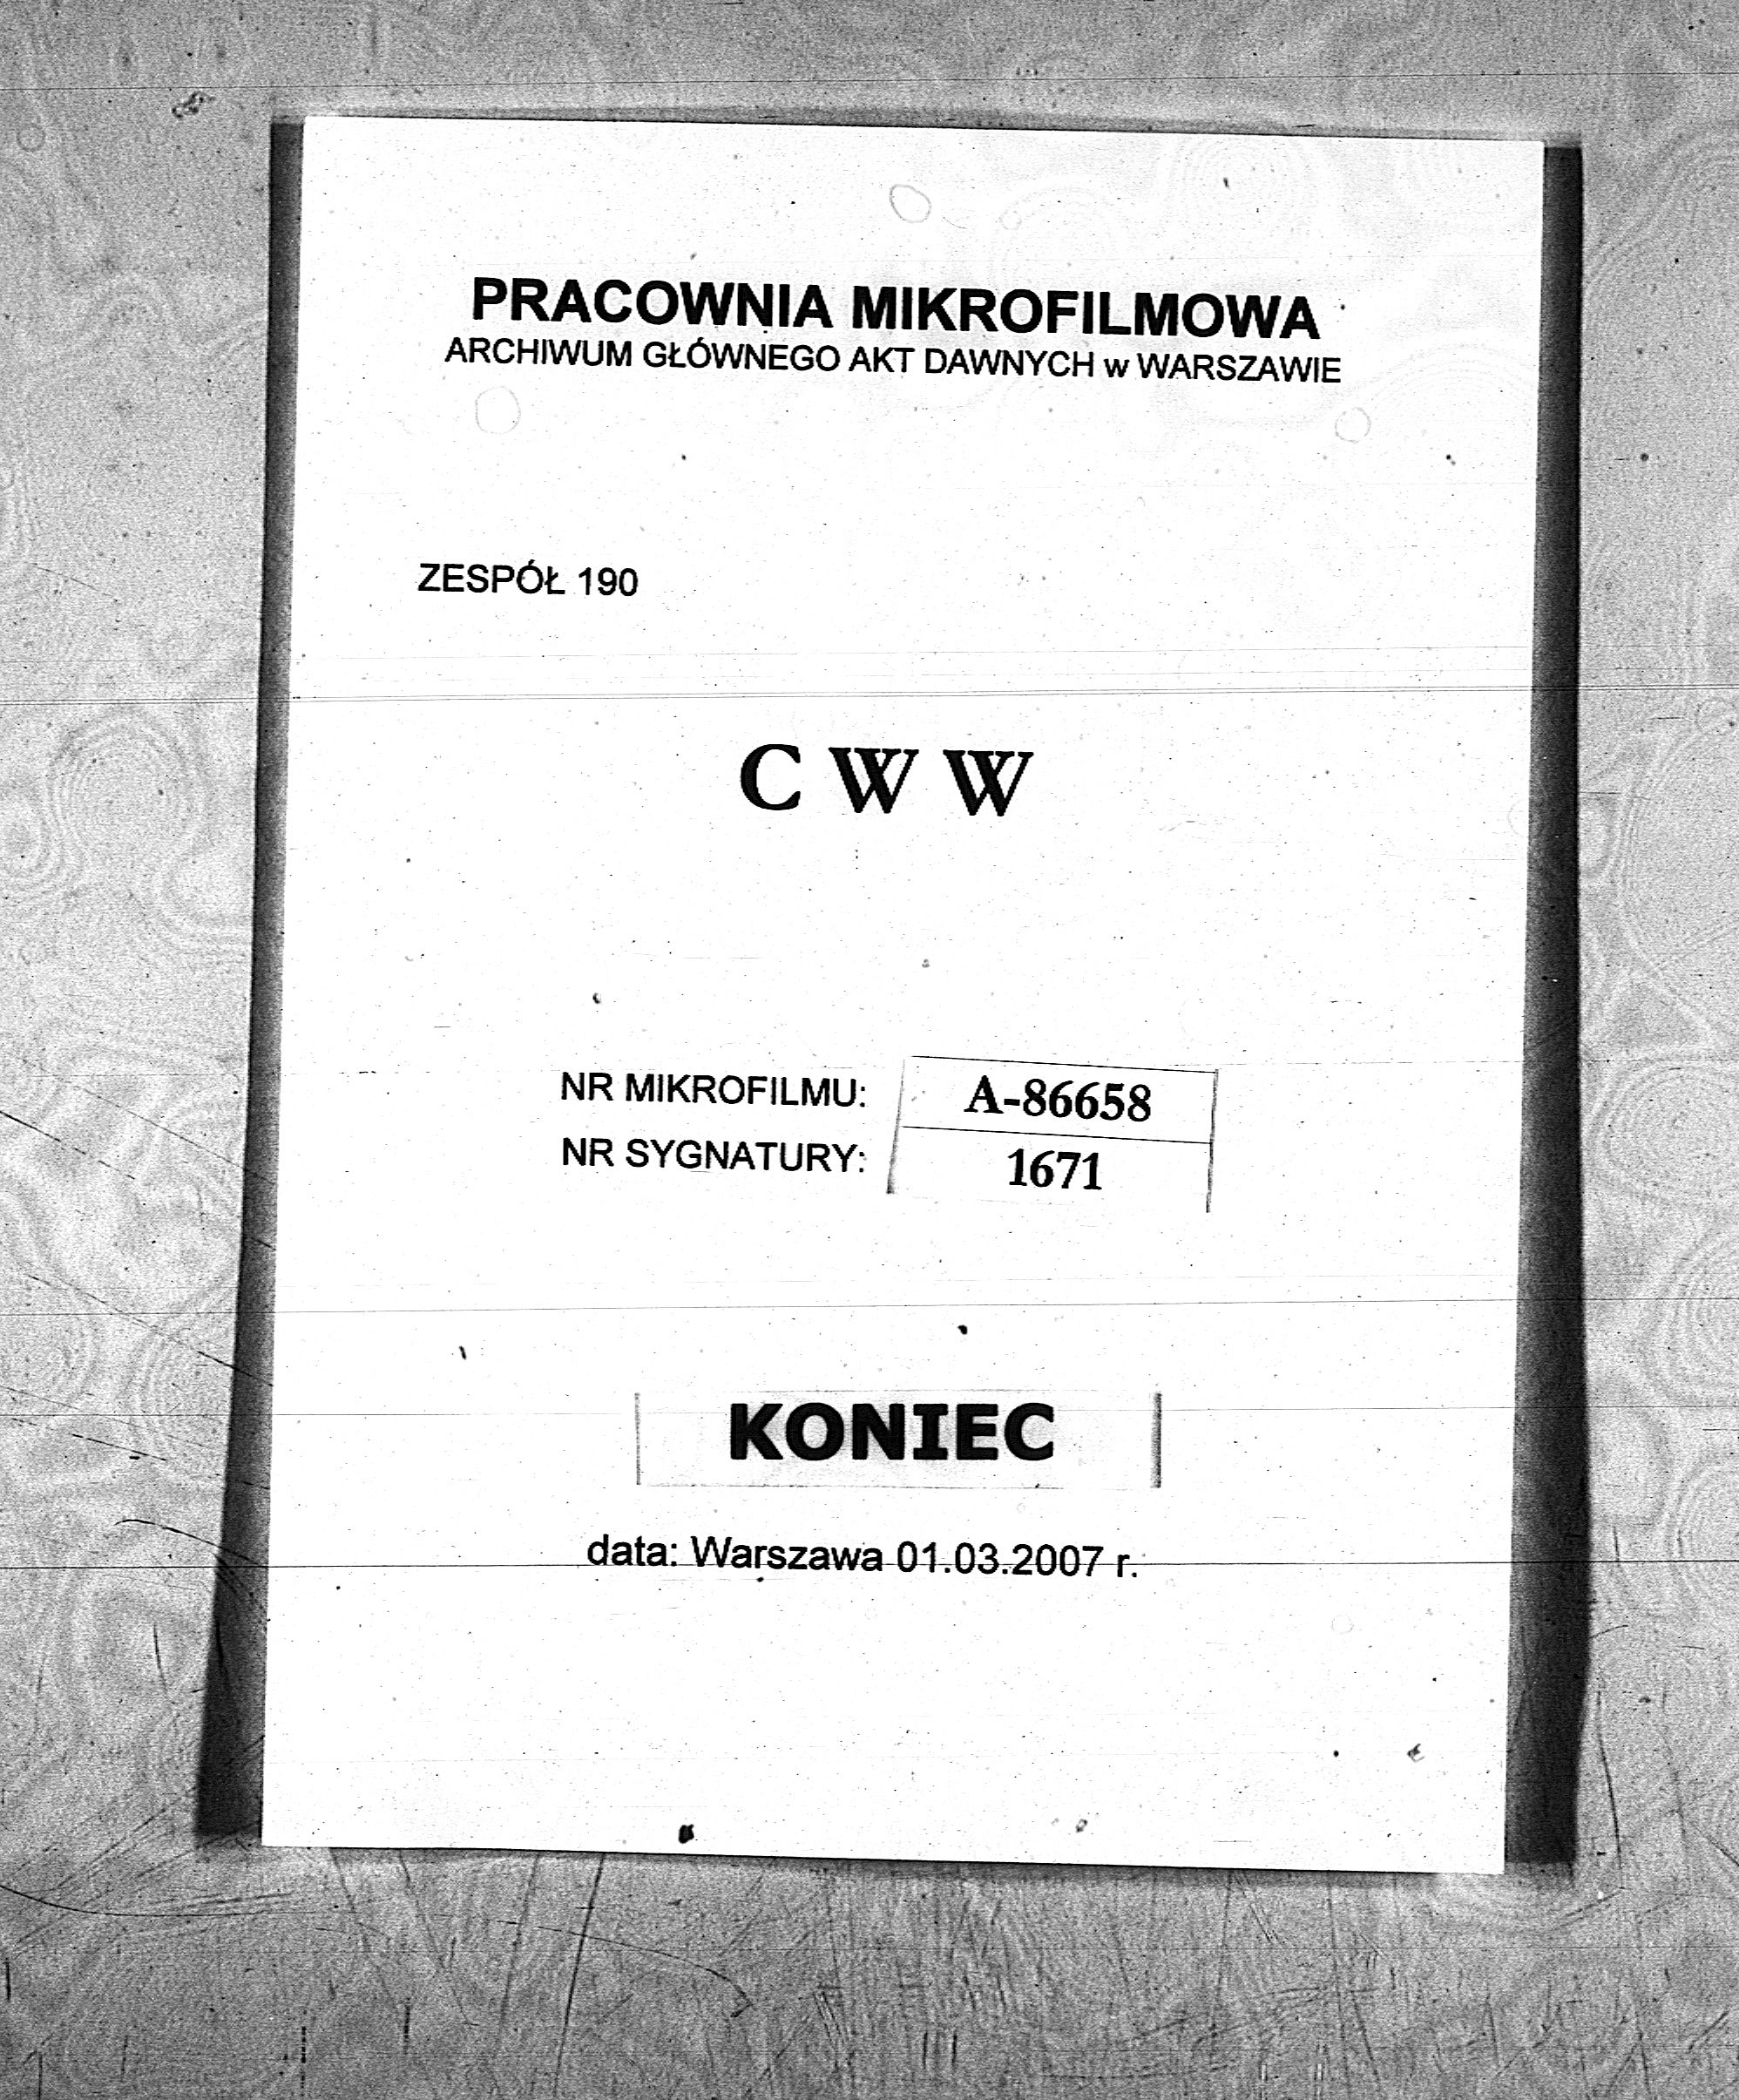 PRACOWNIA MIKROFILMOWA
ARCHIWUM GŁÓWNEGO AKT DAWNYCH w WARSZAWIE
ZESPÓŁ 190
C W W
NR MIKROFILMU: A-86658
NR SYGNATURY: 1671
KONIEC
data: Warszawa 01.03.2007 r.